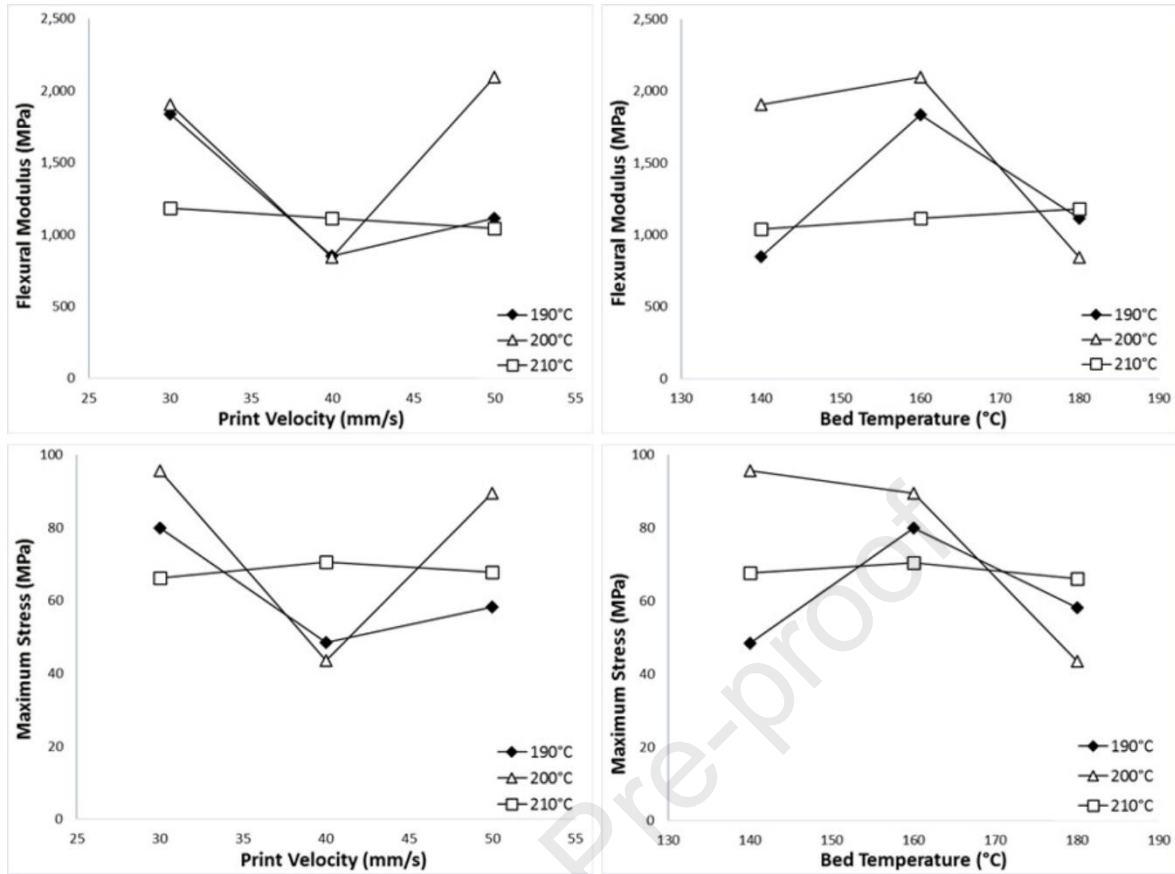 2,500
2,000
1,500
1,000
500
0
Flexural Modulus (MPa)
190°C
200°C
210°C
25 30 35 40 45 50 55
Print Velocity (mm/s)
2,500
2,000
1,500
1,000
500
0
Flexural Modulus (MPa)
190°C
200°C
210°C
130 140 150 160 170 180 190
Bed Temperature (°C)
100
80
60
40
20
0
Maximum Stress (MPa)
190°C
200°C
210°C
25 30 35 40 45 50 55
Print Velocity (mm/s)
100
80
60
40
20
0
Maximum Stress (MPa)
190°C
200°C
210°C
130 140 150 160 170 180 190
Bed Temperature (°C)
Pre-proof